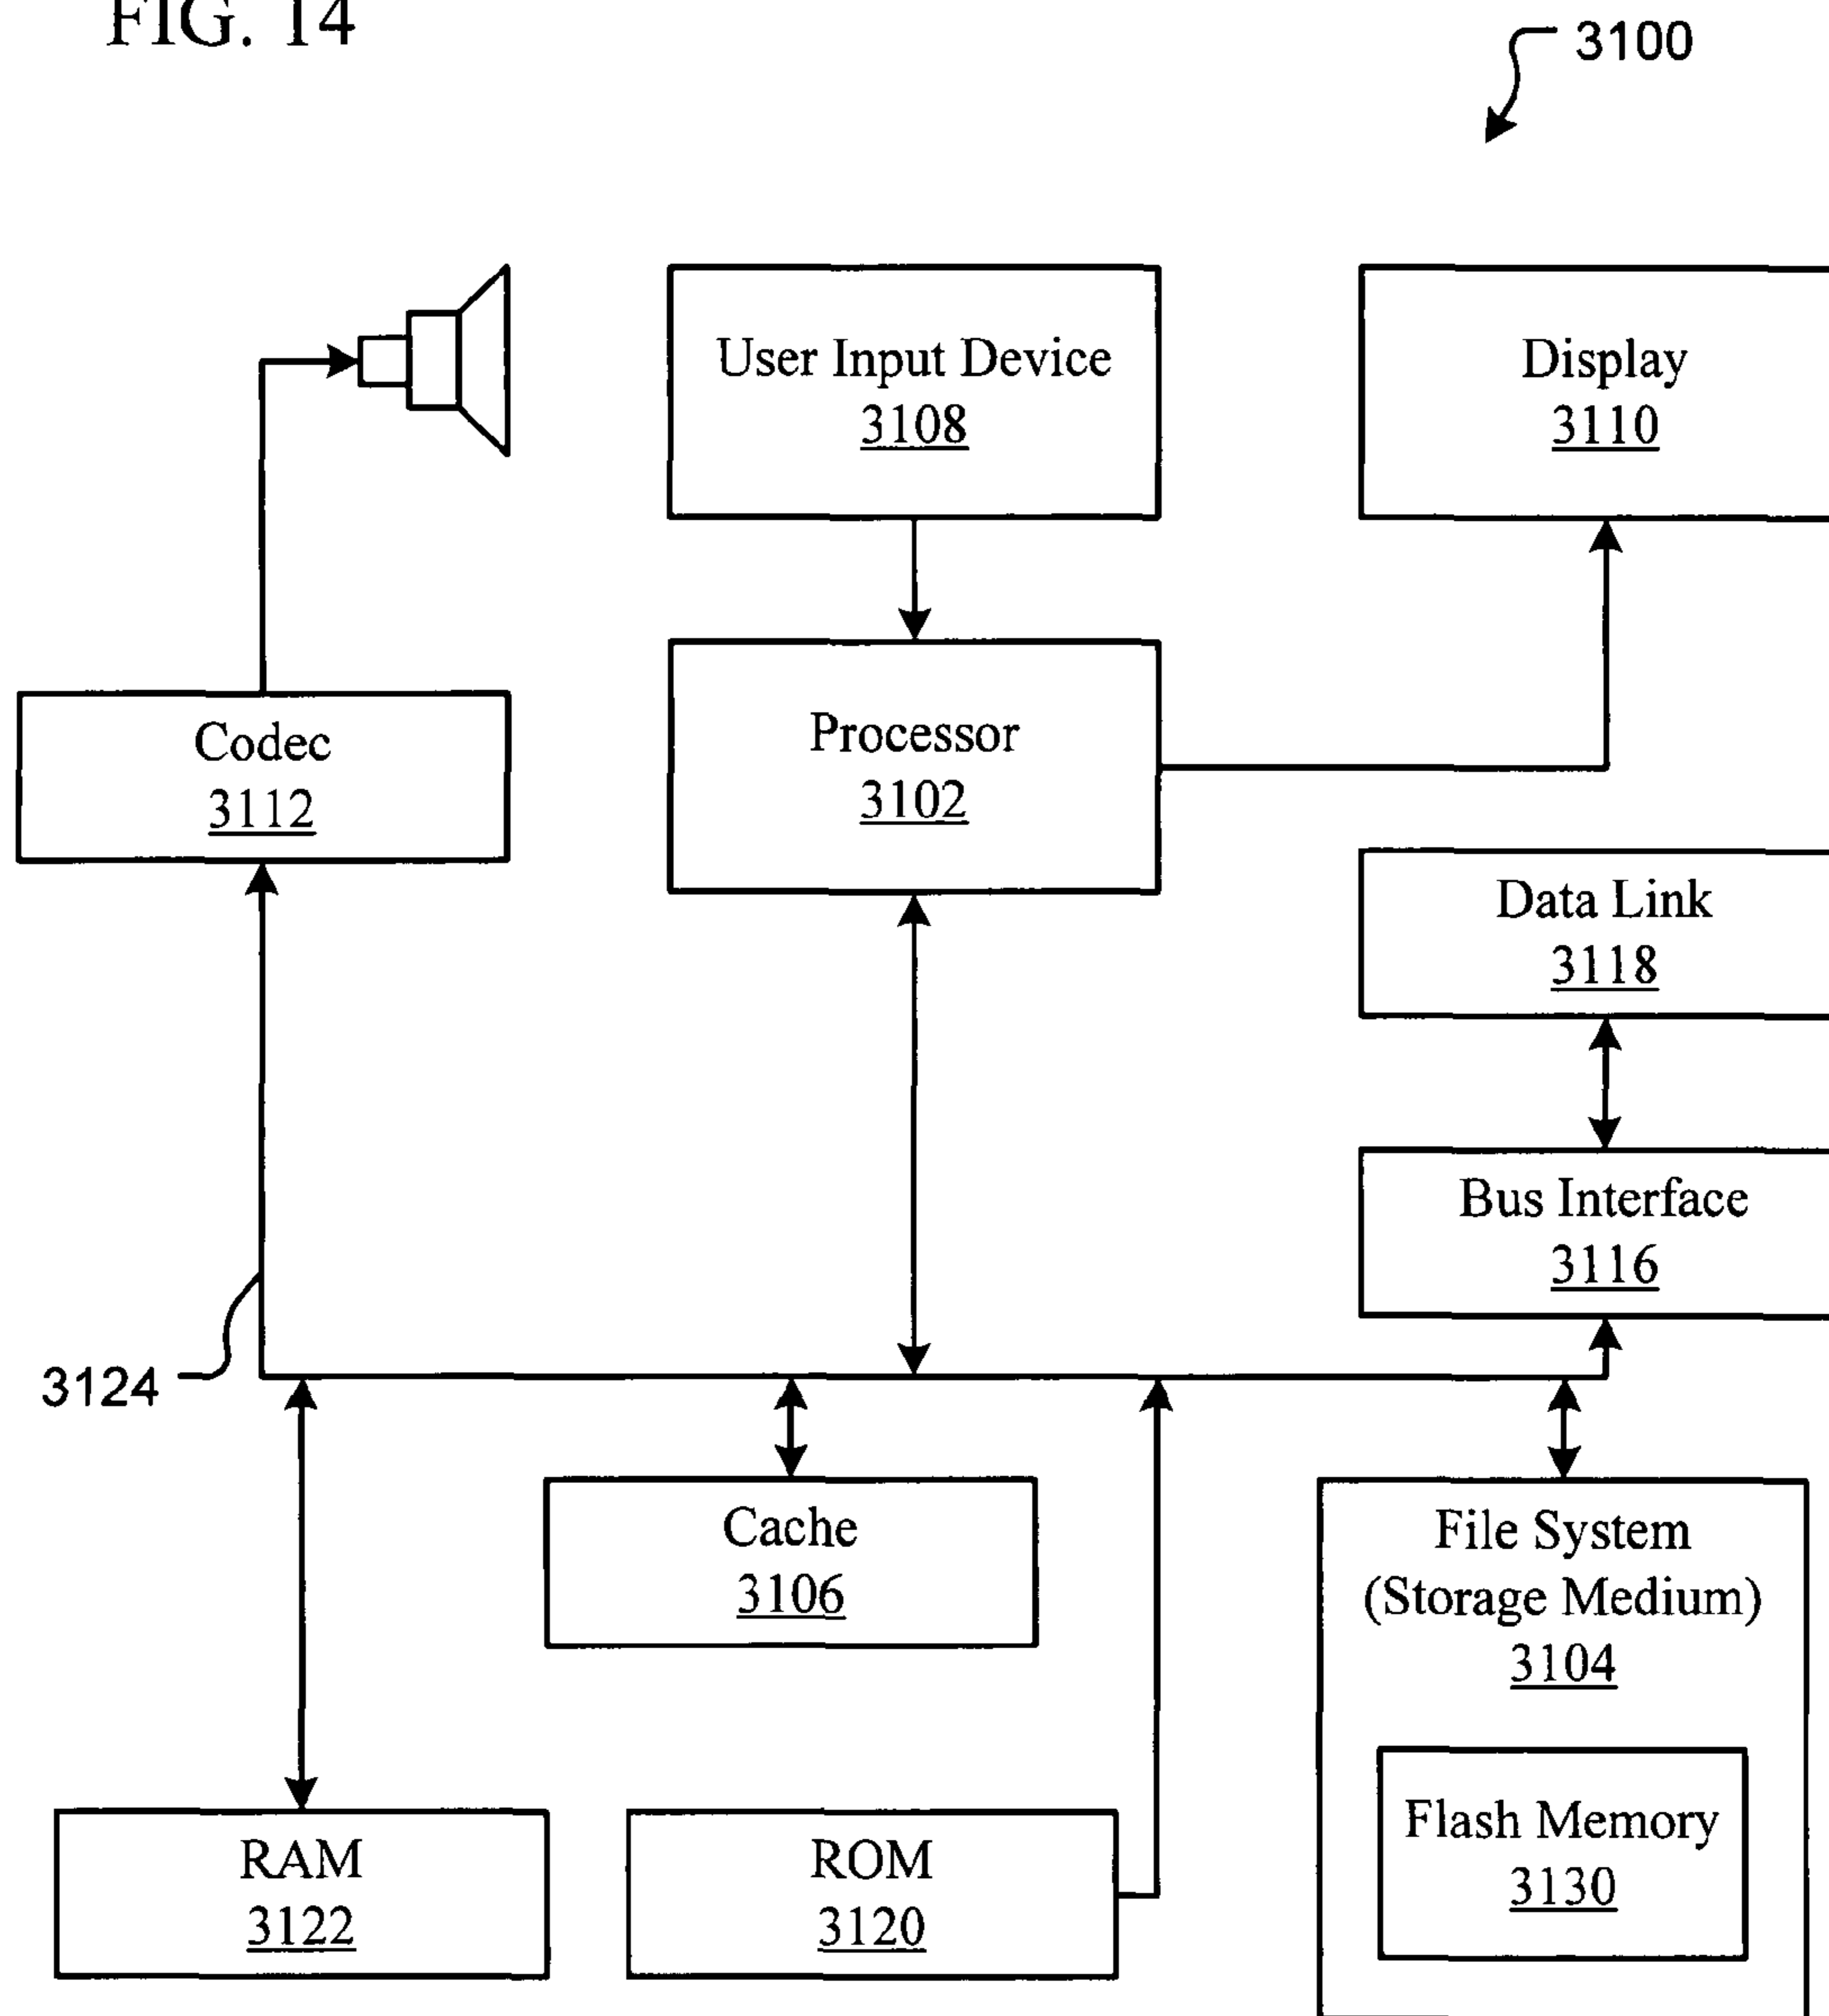 FIG. 14
3100
User Input Device
3108
Display
3110
Codec
3112
Processor
3102
Data Link
3118
Bus Interface
3116
3124
Cache
3106
File System
(Storage Medium)
3104
Flash Memory
3130
RAM
3122
ROM
3120